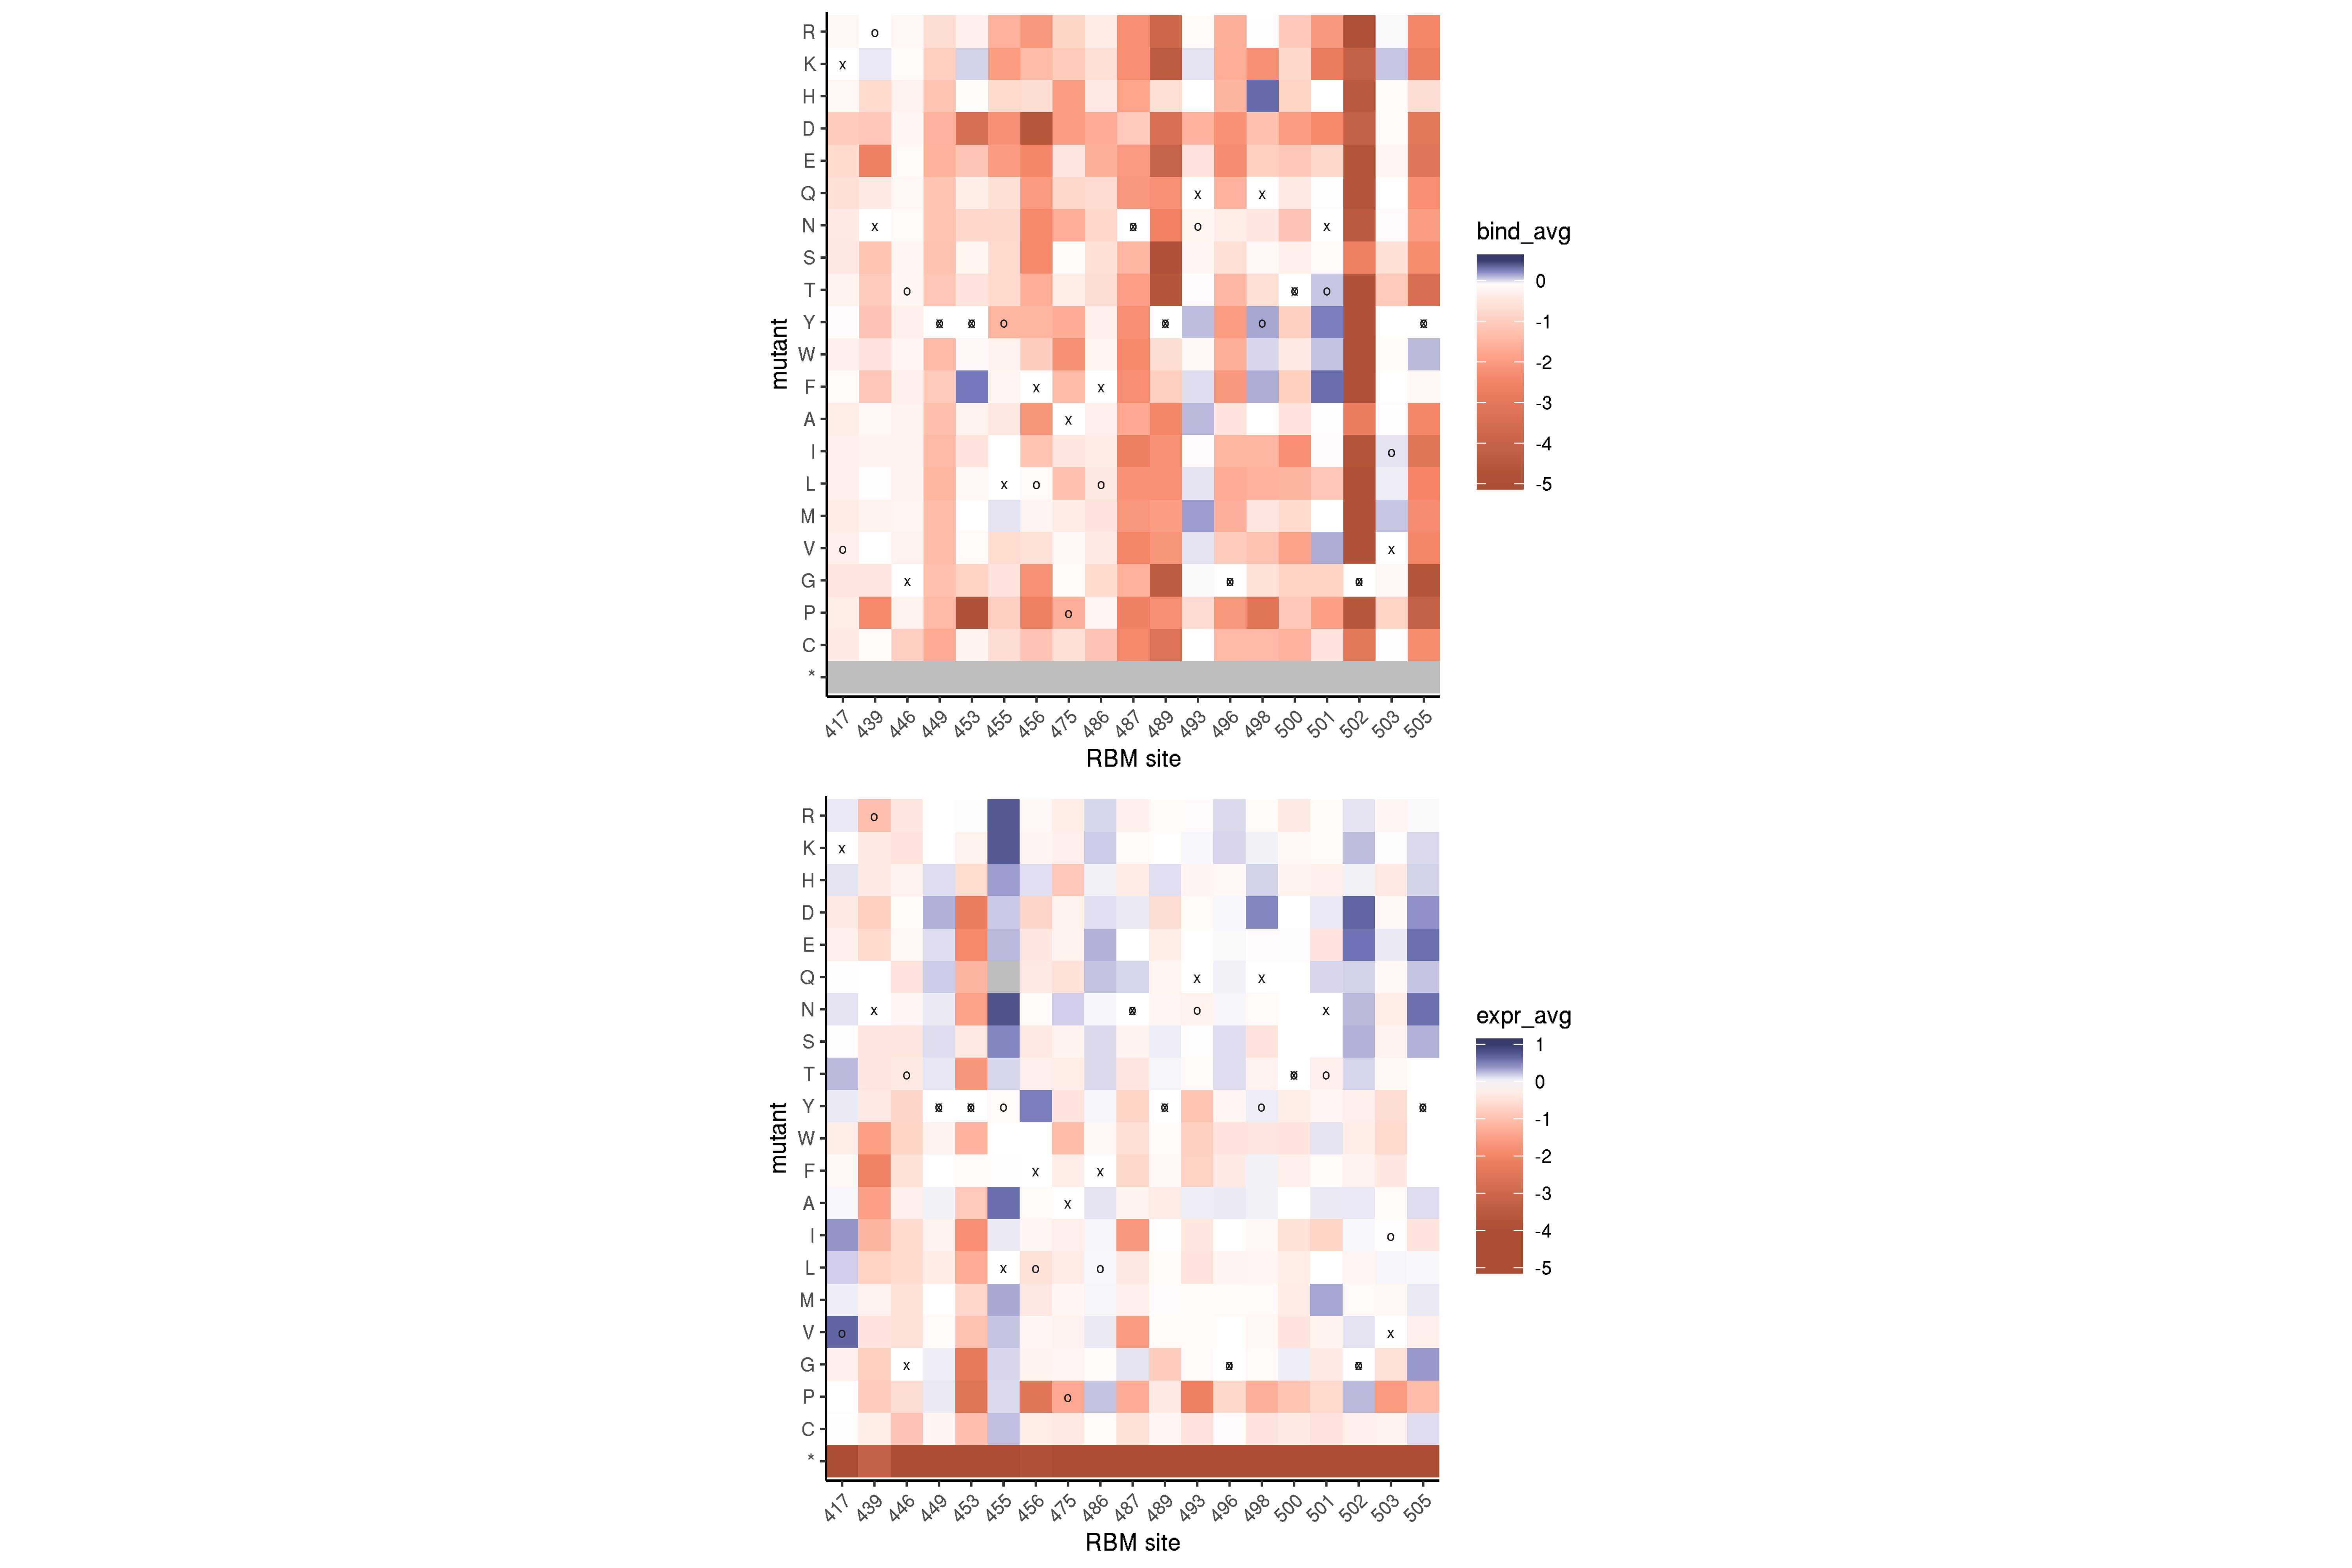 R o
K x
H
D
E
Q x x
N x x o x
S
T o x o
Y x x o x o x
W
F x x
A x
I o
L x o o
M
V o x
G x x x
P o
C
*
mutant
417 439 446 449 453 455 456 475 486 487 489 493 496 498 500 501 502 503 505
RBM site
bind_avg
0
-1
-2
-3
-4
-5
R o
K x
H
D
E
Q x x
N x x o x
S
T o x o
Y x x o x o x
W
F x x
A x
I o
L x o o
M
V o x
G x x x
P o
C
*
mutant
417 439 446 449 453 455 456 475 486 487 489 493 496 498 500 501 502 503 505
RBM site
expr_avg
1
0
-1
-2
-3
-4
-5